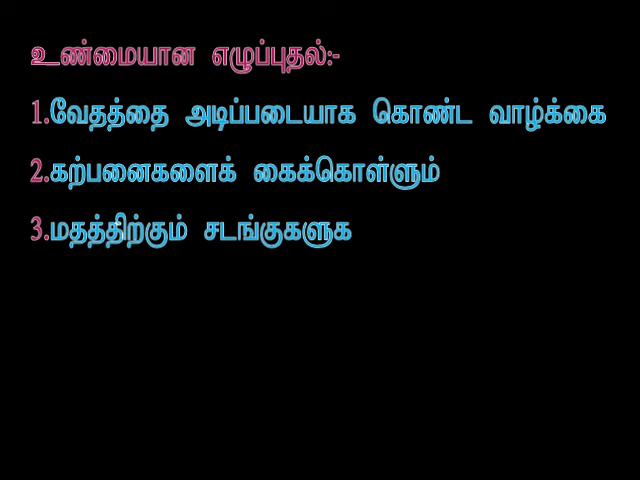 உண்மையான எழுப்புதல்:-
1.வேதத்தை அடிப்படையாக கொண்ட வாழ்க்கை
2.கற்பனைகளைக் கைக்கொள்ளும்
3.மதத்திற்கும் சடங்குகளுக